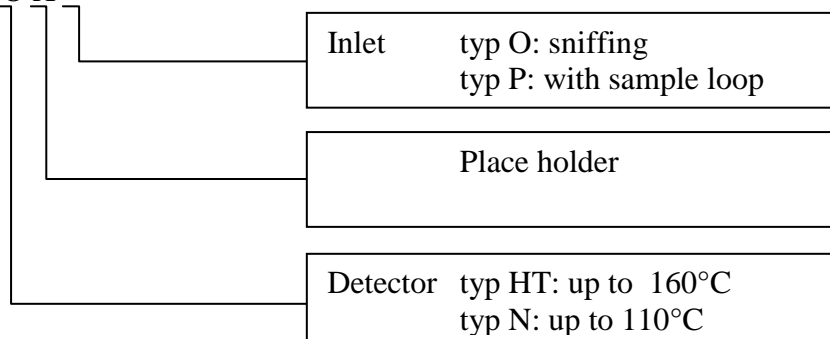 Inlet typ O: sniffing
typ P: with sample loop
Place holder
Detector typ HT: up to 160°C
typ N: up to 110°C